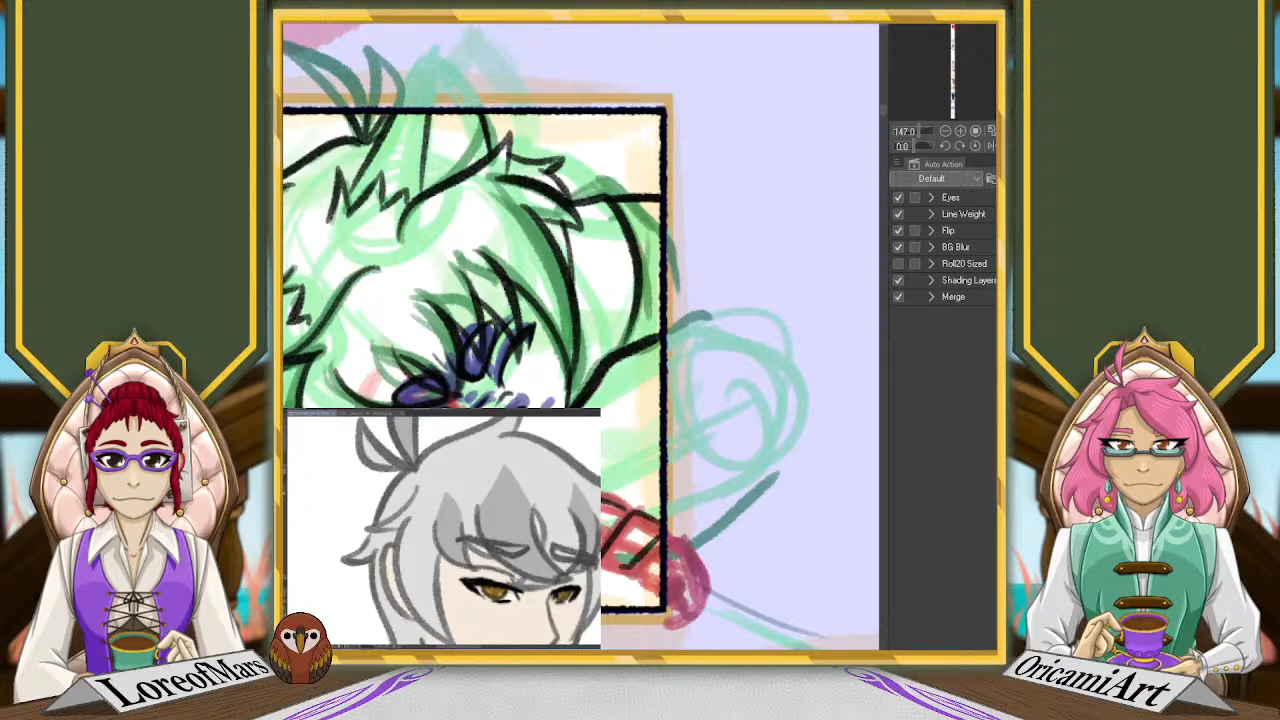 147.0
0.0
Auto Action
Default
Eyes
Line Weight
Flip
BG Blur
Roll20 Sized
Shading Layers
Merge
LoreofMars
OricamiArt